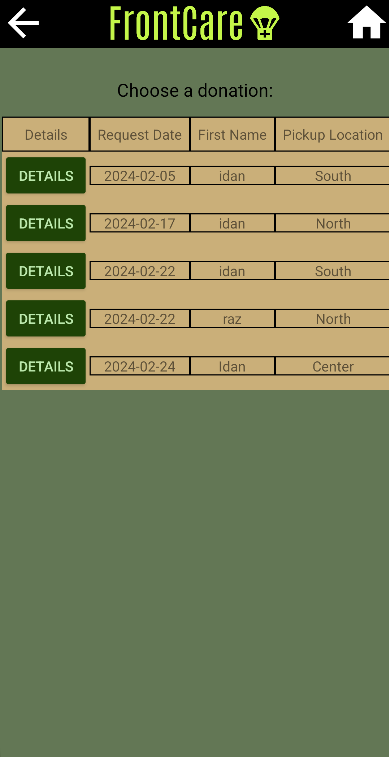 FrontCare
Choose a donation:
Details Request Date First Name Pickup Location
DETAILS 2024-02-05 idan South
DETAILS 2024-02-17 idan North
DETAILS 2024-02-22 idan South
DETAILS 2024-02-22 raz North
DETAILS 2024-02-24 Idan Center